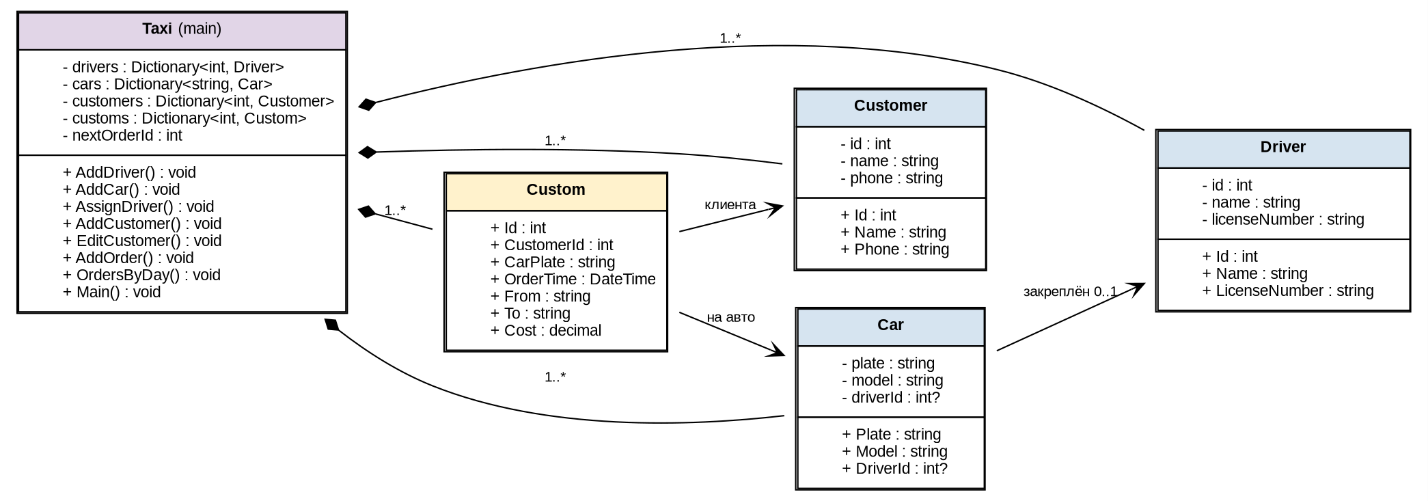 Taxi (main)
- drivers : Dictionary<int, Driver>
- cars : Dictionary<string, Car>
- customers : Dictionary<int, Customer>
- customs : Dictionary<int, Custom>
- nextOrderId : int
+ AddDriver() : void
+ AddCar() : void
+ AssignDriver() : void
+ AddCustomer() : void
+ EditCustomer() : void
+ AddOrder() : void
+ OrdersByDay() : void
+ Main() : void
1..*
1..*
1..*
1..*
Custom
+ Id : int
+ CustomerId : int
+ CarPlate : string
+ OrderTime : DateTime
+ From : string
+ To : string
+ Cost : decimal
клиента
на авто
Customer
- id : int
- name : string
- phone : string
+ Id : int
+ Name : string
+ Phone : string
Car
- plate : string
- model : string
- driverId : int?
+ Plate : string
+ Model : string
+ DriverId : int?
закреплён 0..1
Driver
- id : int
- name : string
- licenseNumber : string
+ Id : int
+ Name : string
+ LicenseNumber : string